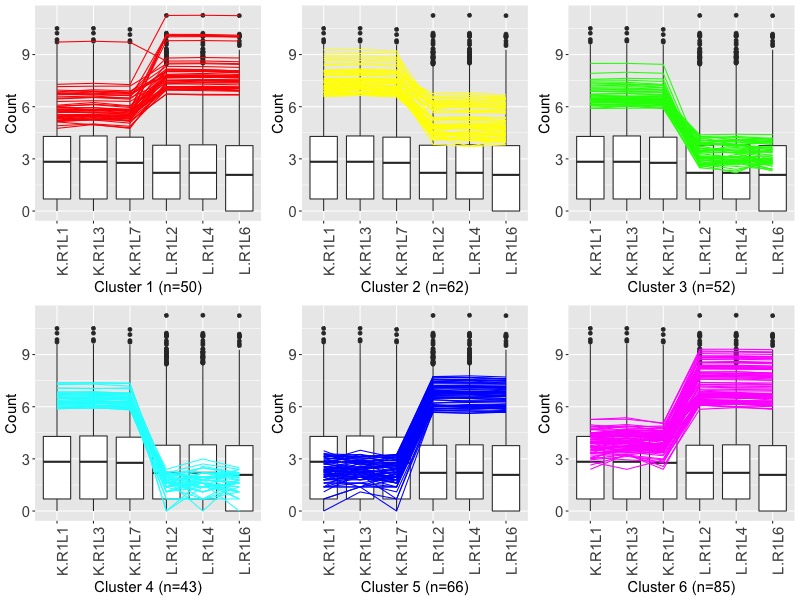 Count
9
6
3
0
K.R1L1
K.R1L3
K.R1L7
L.R1L2
L.R1L4
L.R1L6
Cluster 1 (n=50)
Count
9
6
3
0
K.R1L1
K.R1L3
K.R1L7
L.R1L2
L.R1L4
L.R1L6
Cluster 2 (n=62)
Count
9
6
3
0
K.R1L1
K.R1L3
K.R1L7
L.R1L2
L.R1L4
L.R1L6
Cluster 3 (n=52)
Count
9
6
3
0
K.R1L1
K.R1L3
K.R1L7
L.R1L2
L.R1L4
L.R1L6
Cluster 4 (n=43)
Count
9
6
3
0
K.R1L1
K.R1L3
K.R1L7
L.R1L2
L.R1L4
L.R1L6
Cluster 5 (n=66)
Count
9
6
3
0
K.R1L1
K.R1L3
K.R1L7
L.R1L2
L.R1L4
L.R1L6
Cluster 6 (n=85)